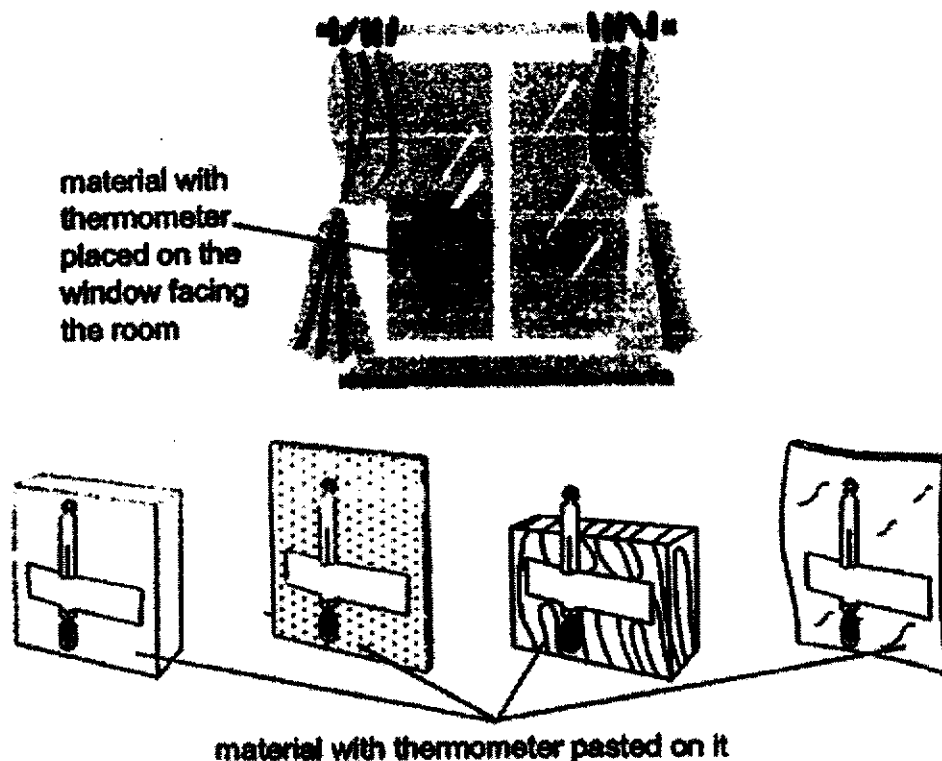 material with
thermometer
placed on the
window facing
the room
material with thermometer pasted on it